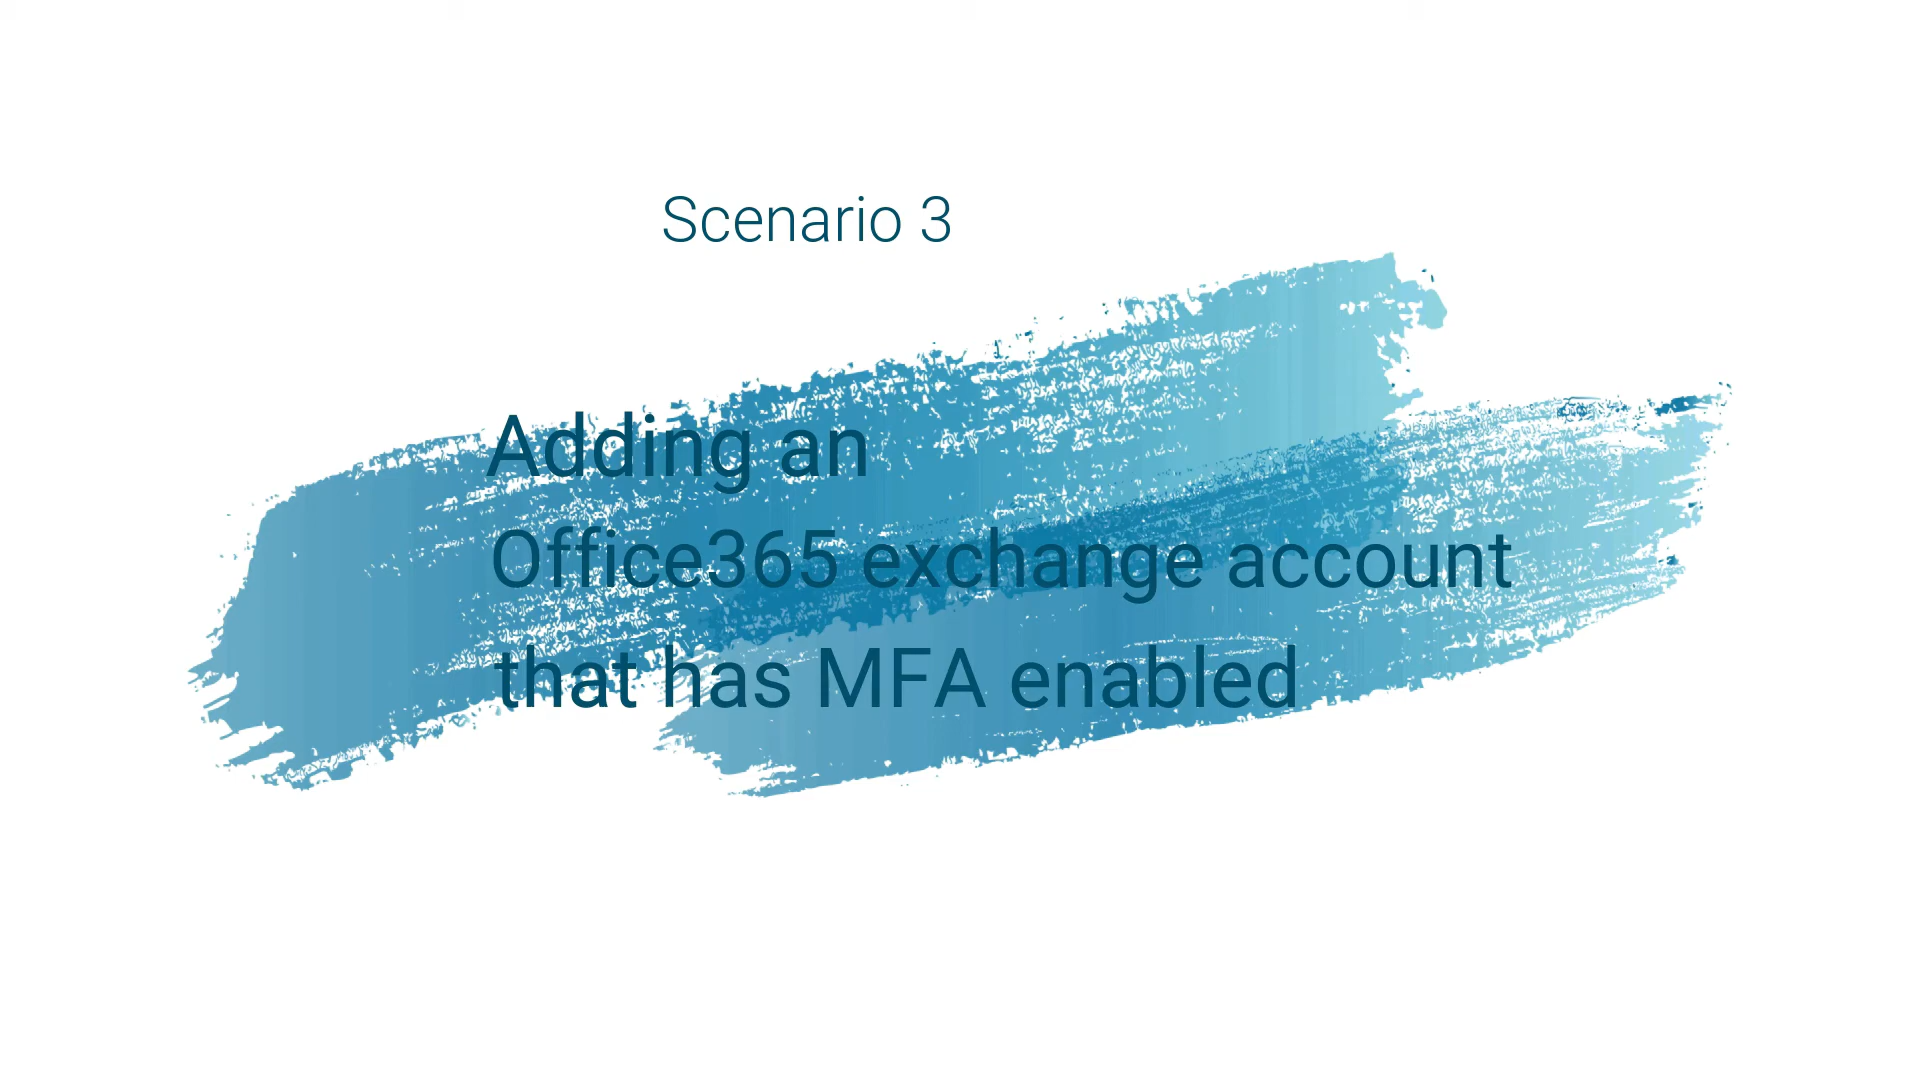 Scenario 3
Adding an
Office365 exchange account
that has MFA enabled